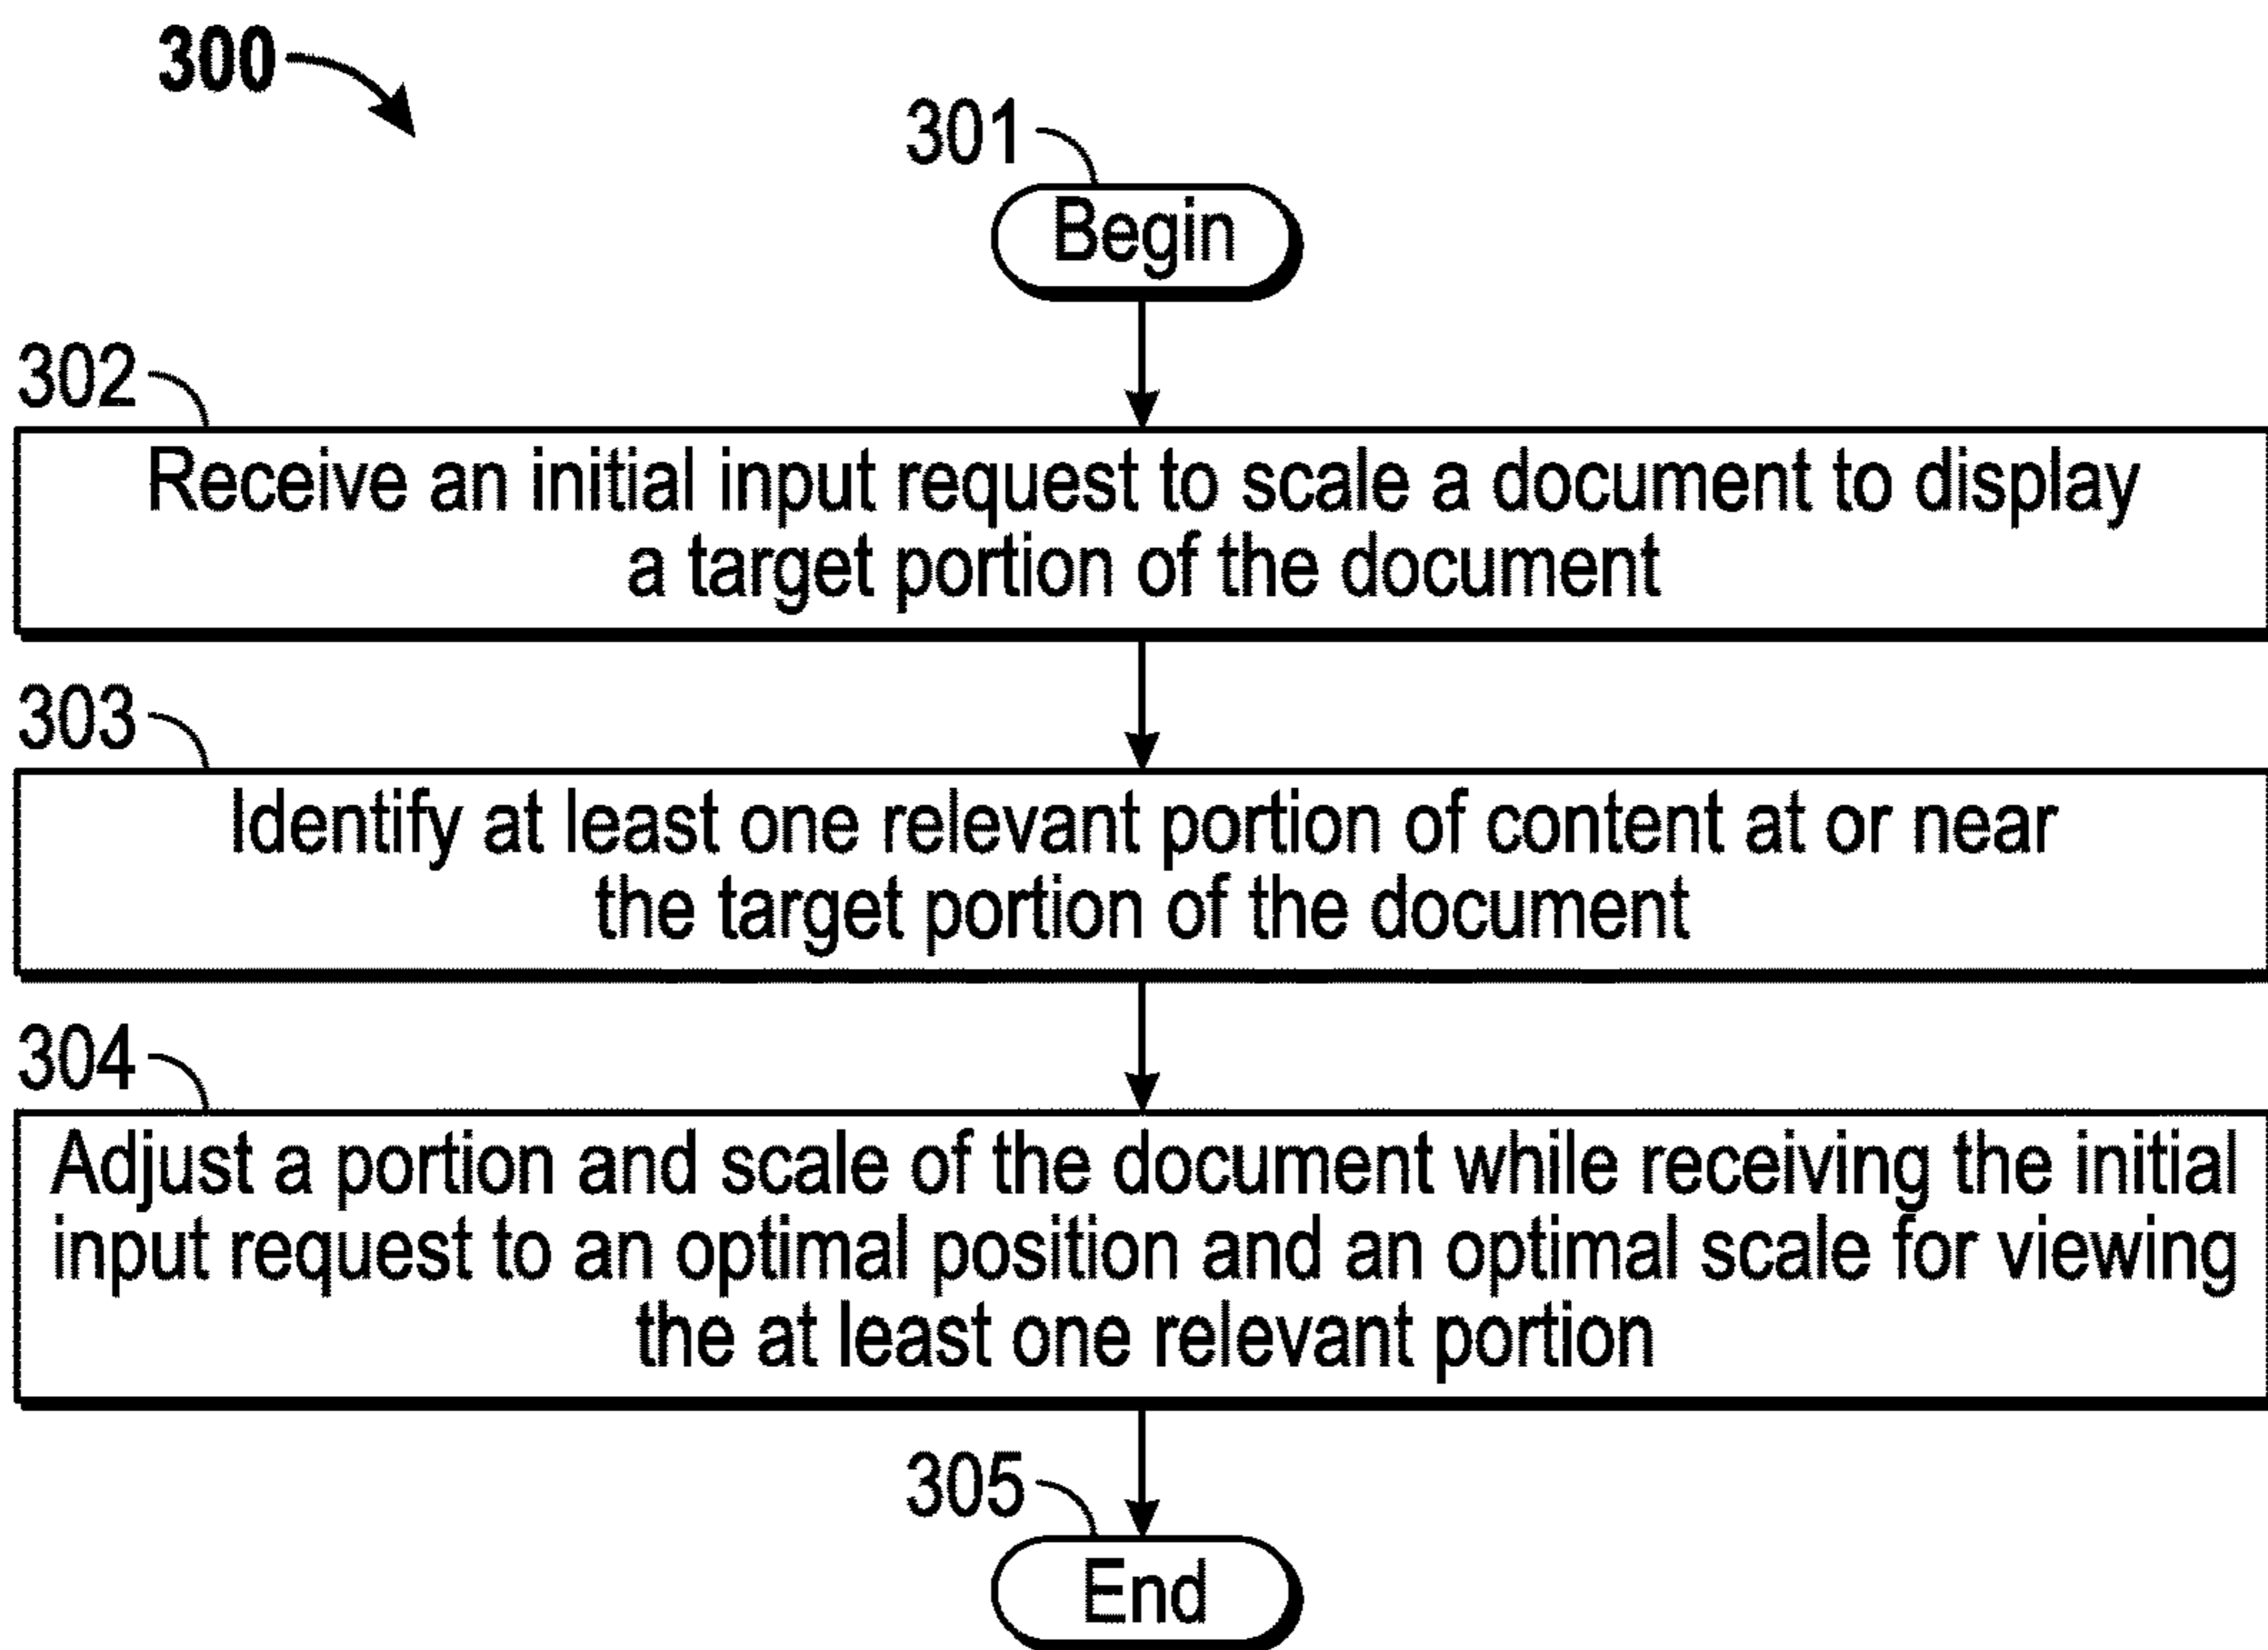 300
301
Begin
302
Receive an initial input request to scale a document to display
a target portion of the document
303
Identify at least one relevant portion of content at or near
the target portion of the document
304
Adjust a portion and scale of the document while receiving the initial
input request to an optimal position and an optimal scale for viewing
the at least one relevant portion
305
End